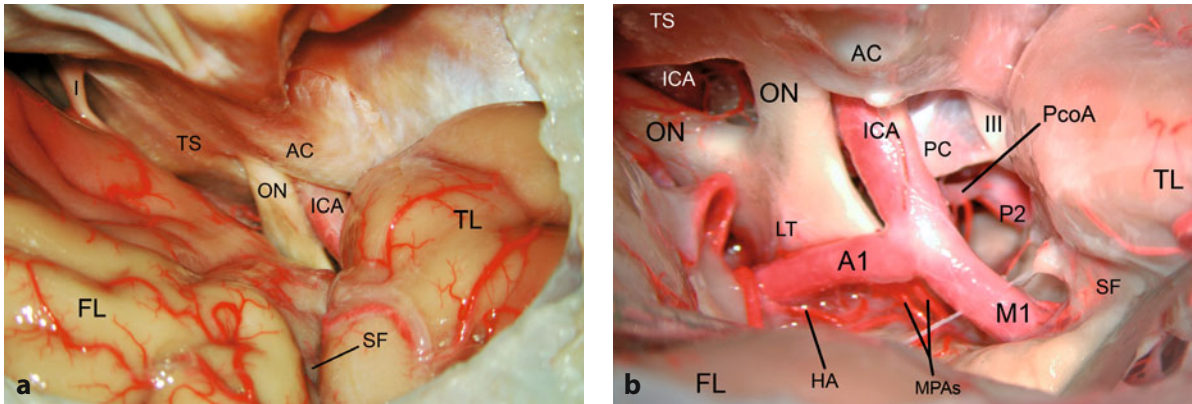 I
TS
AC
ON
ICA
TL
FL
SF
a
TS
AC
ICA
ON
ON
ICA
PC
III
PcoA
TL
P2
LT
A1
SF
M1
FL
HA
MPAs
b